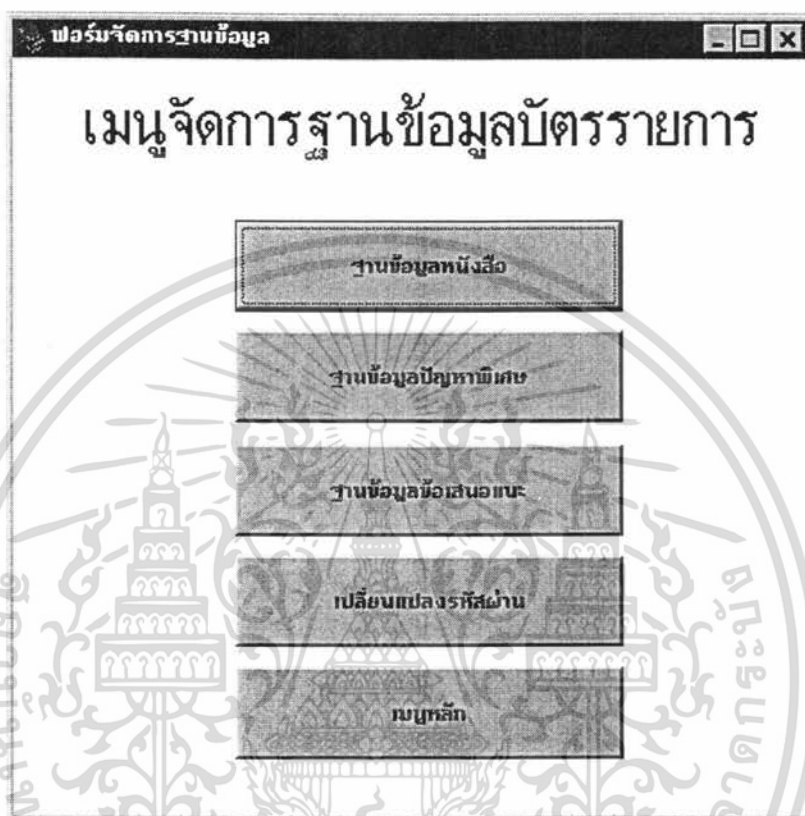 ฟอร์มจัดการฐานข้อมูล
เมนูจัดการฐานข้อมูลบัตรรายการ
ฐานข้อมูลหนังสือ
ฐานข้อมูลปัญหาพิเศษ
ฐานข้อมูลข้อเสนอแนะ
เปลี่ยนแปลงรหัสผ่าน
เมนูหลัก